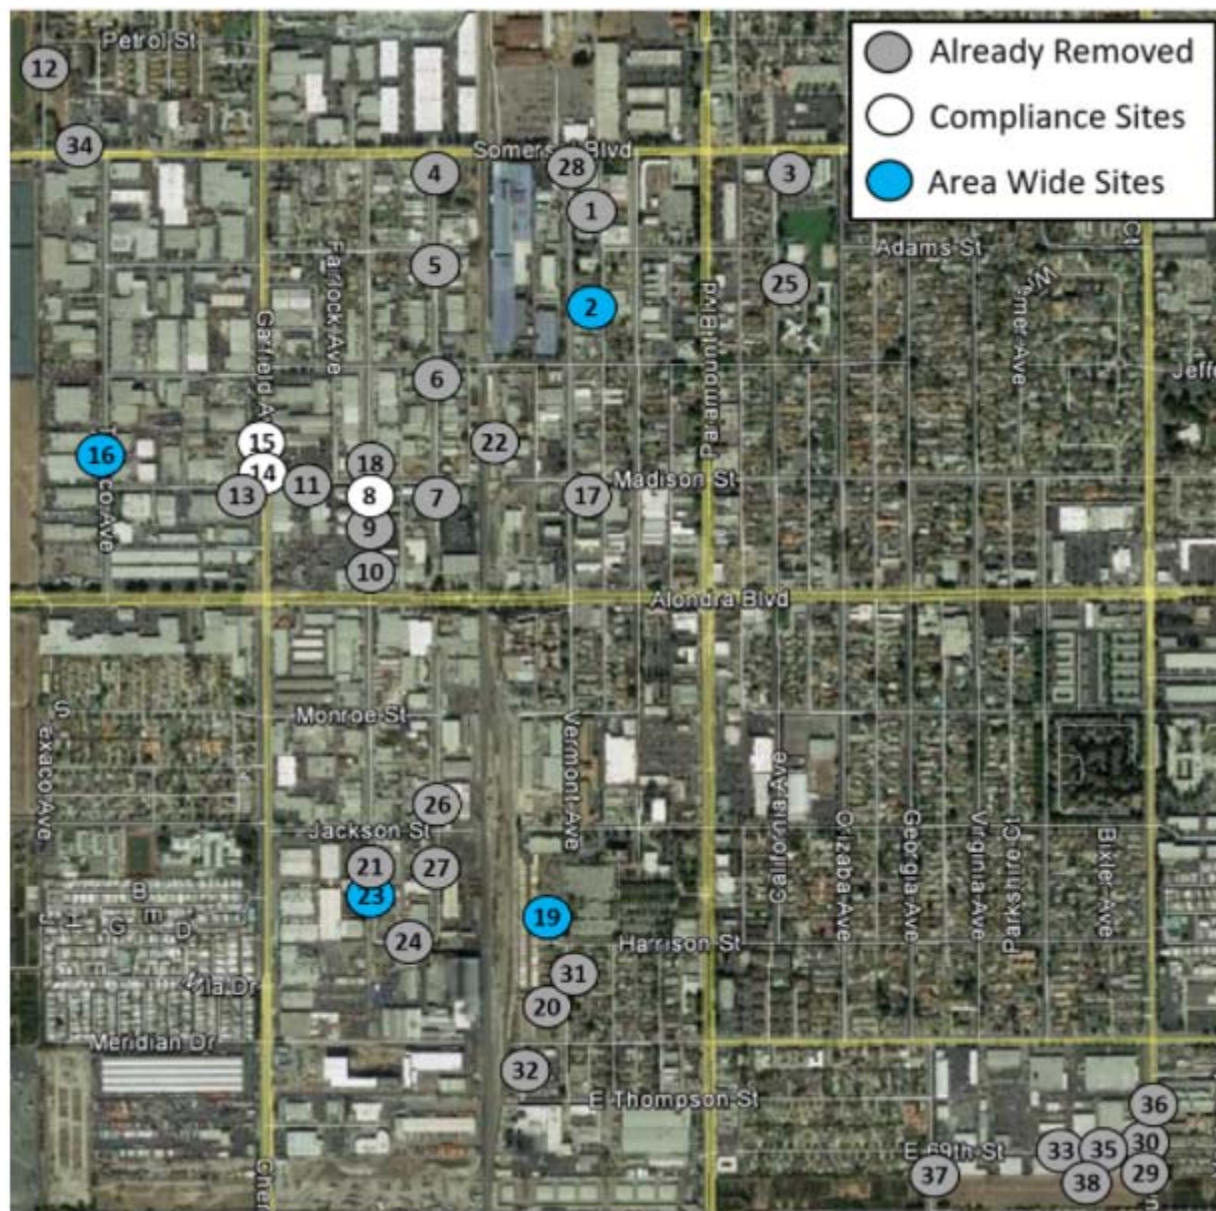 Petrol St
Already Removed
12
Compliance Sites
34
Somerset Blvd
28
4
3
Area Wide Sites
1
Adams St
5
25
Farlock Ave
2
Paramount Blvd
Garfield A
6
Jeff
15
22
16
18
14
11
Madison St
13
8
7
17
9
10
Alondra Blvd
S
Monroe St
exaco Ave
Vermont Ave
California Ave
26
Jackson St
Orizaba Ave
Georgia Ave
Virginia Ave
Bixler Ave
21
27
23
B
E
G
D
19
24
Harrison St
31
20
Meridian Dr
32
E Thompson St
36
E 69th St
33
35
30
37
38
29
Cher